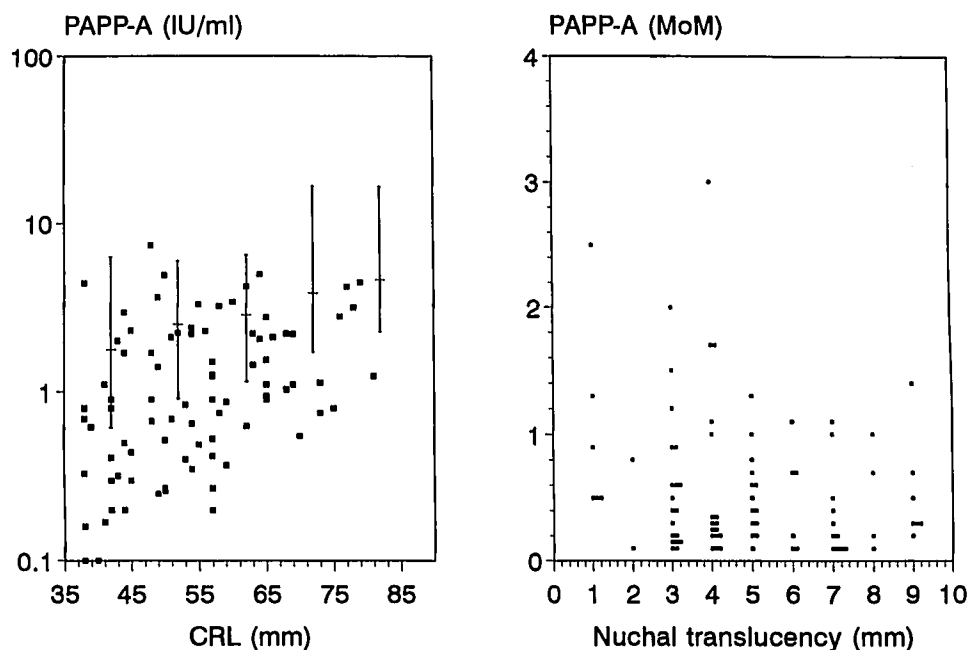 PAPP-A (IU/ml)
100
10
1
0.1
35 45 55 65 75 85
CRL (mm)
PAPP-A (MoM)
4
3
2
1
0
0 1 2 3 4 5 6 7 8 9 10
Nuchal translucency (mm)